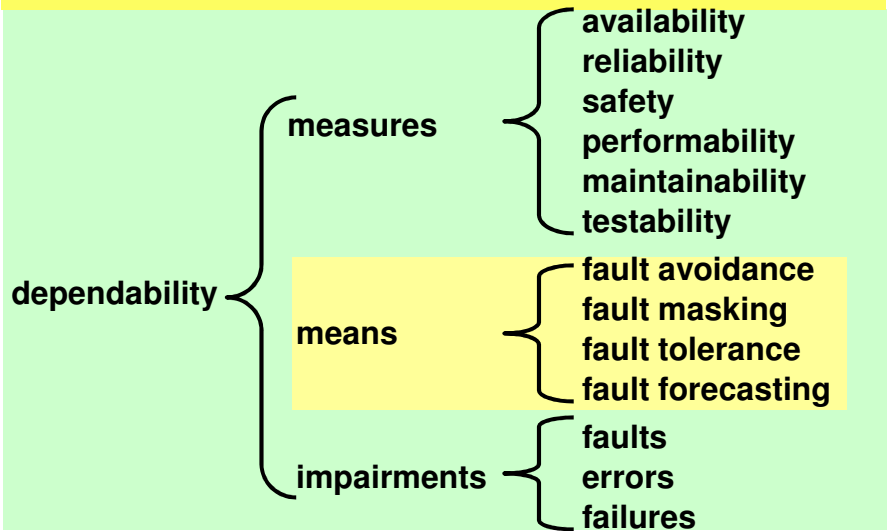 dependability
measures
availability
reliability
safety
performability
maintainability
testability
means
fault avoidance
fault masking
fault tolerance
fault forecasting
impairments
faults
errors
failures